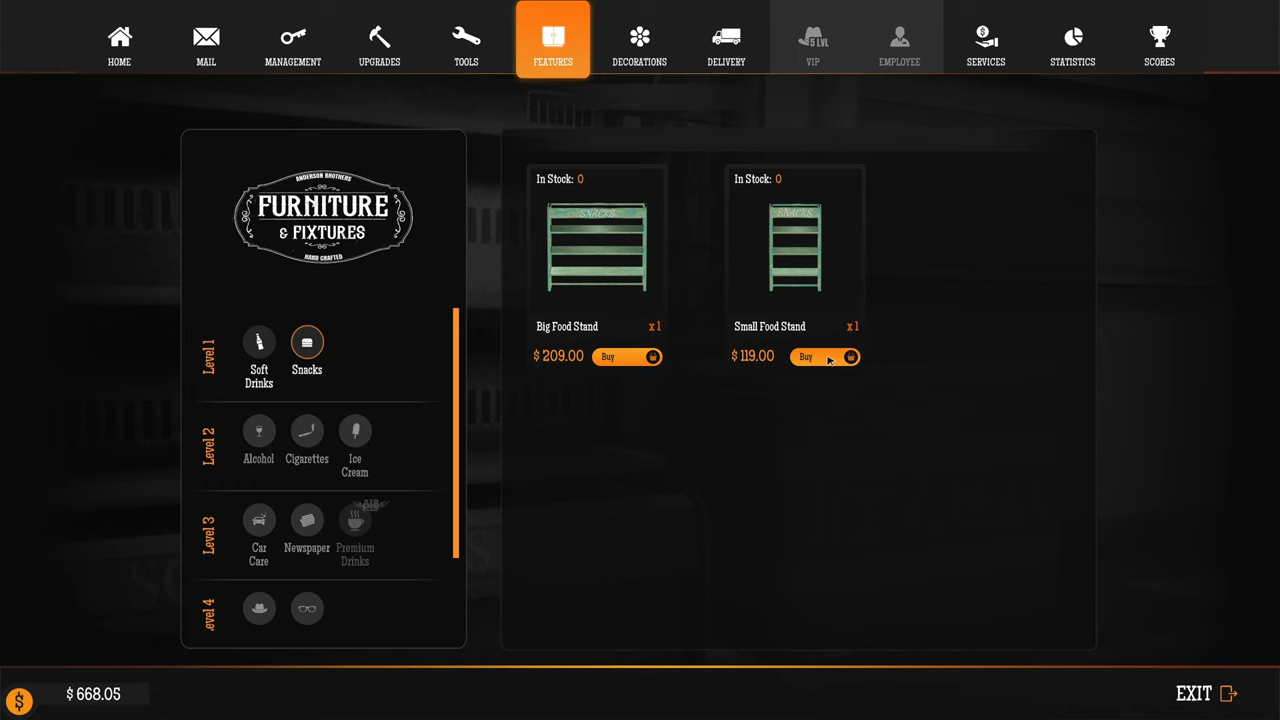 HOME
MAIL
MANAGEMENT
UPGRADES
TOOLS
FEATURES
DECORATIONS
DELIVERY
5 LVL
VIP
EMPLOYEE
SERVICES
STATISTICS
SCORES
ANDERSON BROTHERS
FURNITURE
& FIXTURES
HAND CRAFTED
Level 1
Soft
Drinks
Snacks
Level 2
Alcohol
Cigarettes
Ice
Cream
Level 3
Car
Care
Newspaper
Premium
Drinks
evel 4
In Stock: 0
SNACKS
Big Food Stand x 1
$ 209.00 Buy
In Stock: 0
SNACKS
Small Food Stand x 1
$ 119.00 Buy
$ 668.05
EXIT